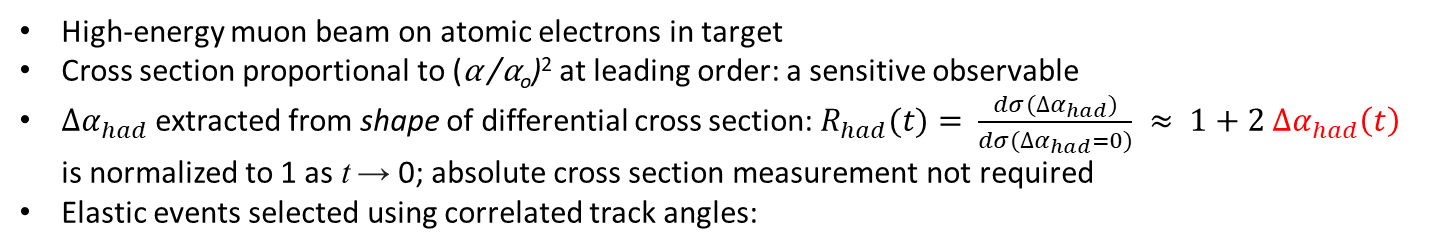 • High-energy muon beam on atomic electrons in target
• Cross section proportional to (α/αₒ)² at leading order: a sensitive observable
• Δα_had extracted from shape of differential cross section: R_had(t) = dσ(Δα_had)/dσ(Δα_had=0) ≈ 1 + 2 Δα_had(t)
is normalized to 1 as t → 0; absolute cross section measurement not required
• Elastic events selected using correlated track angles: